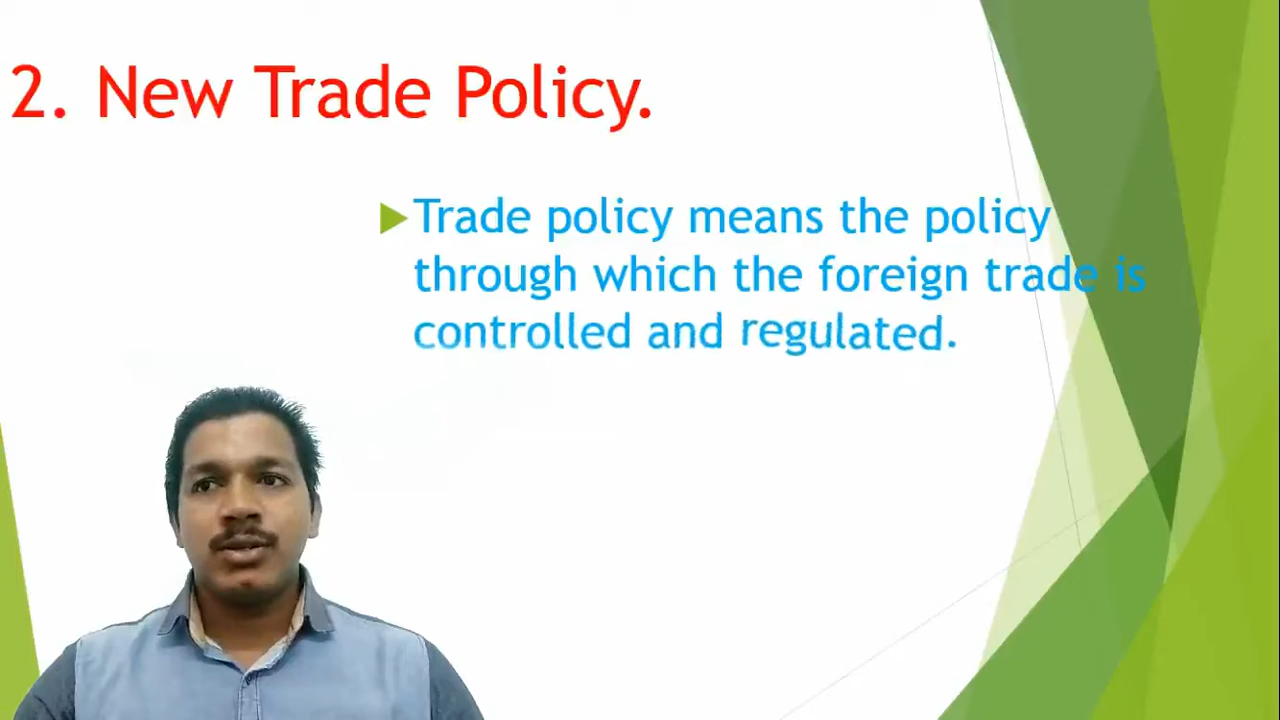 2. New Trade Policy.
Trade policy means the policy
through which the foreign trade is
controlled and regulated.